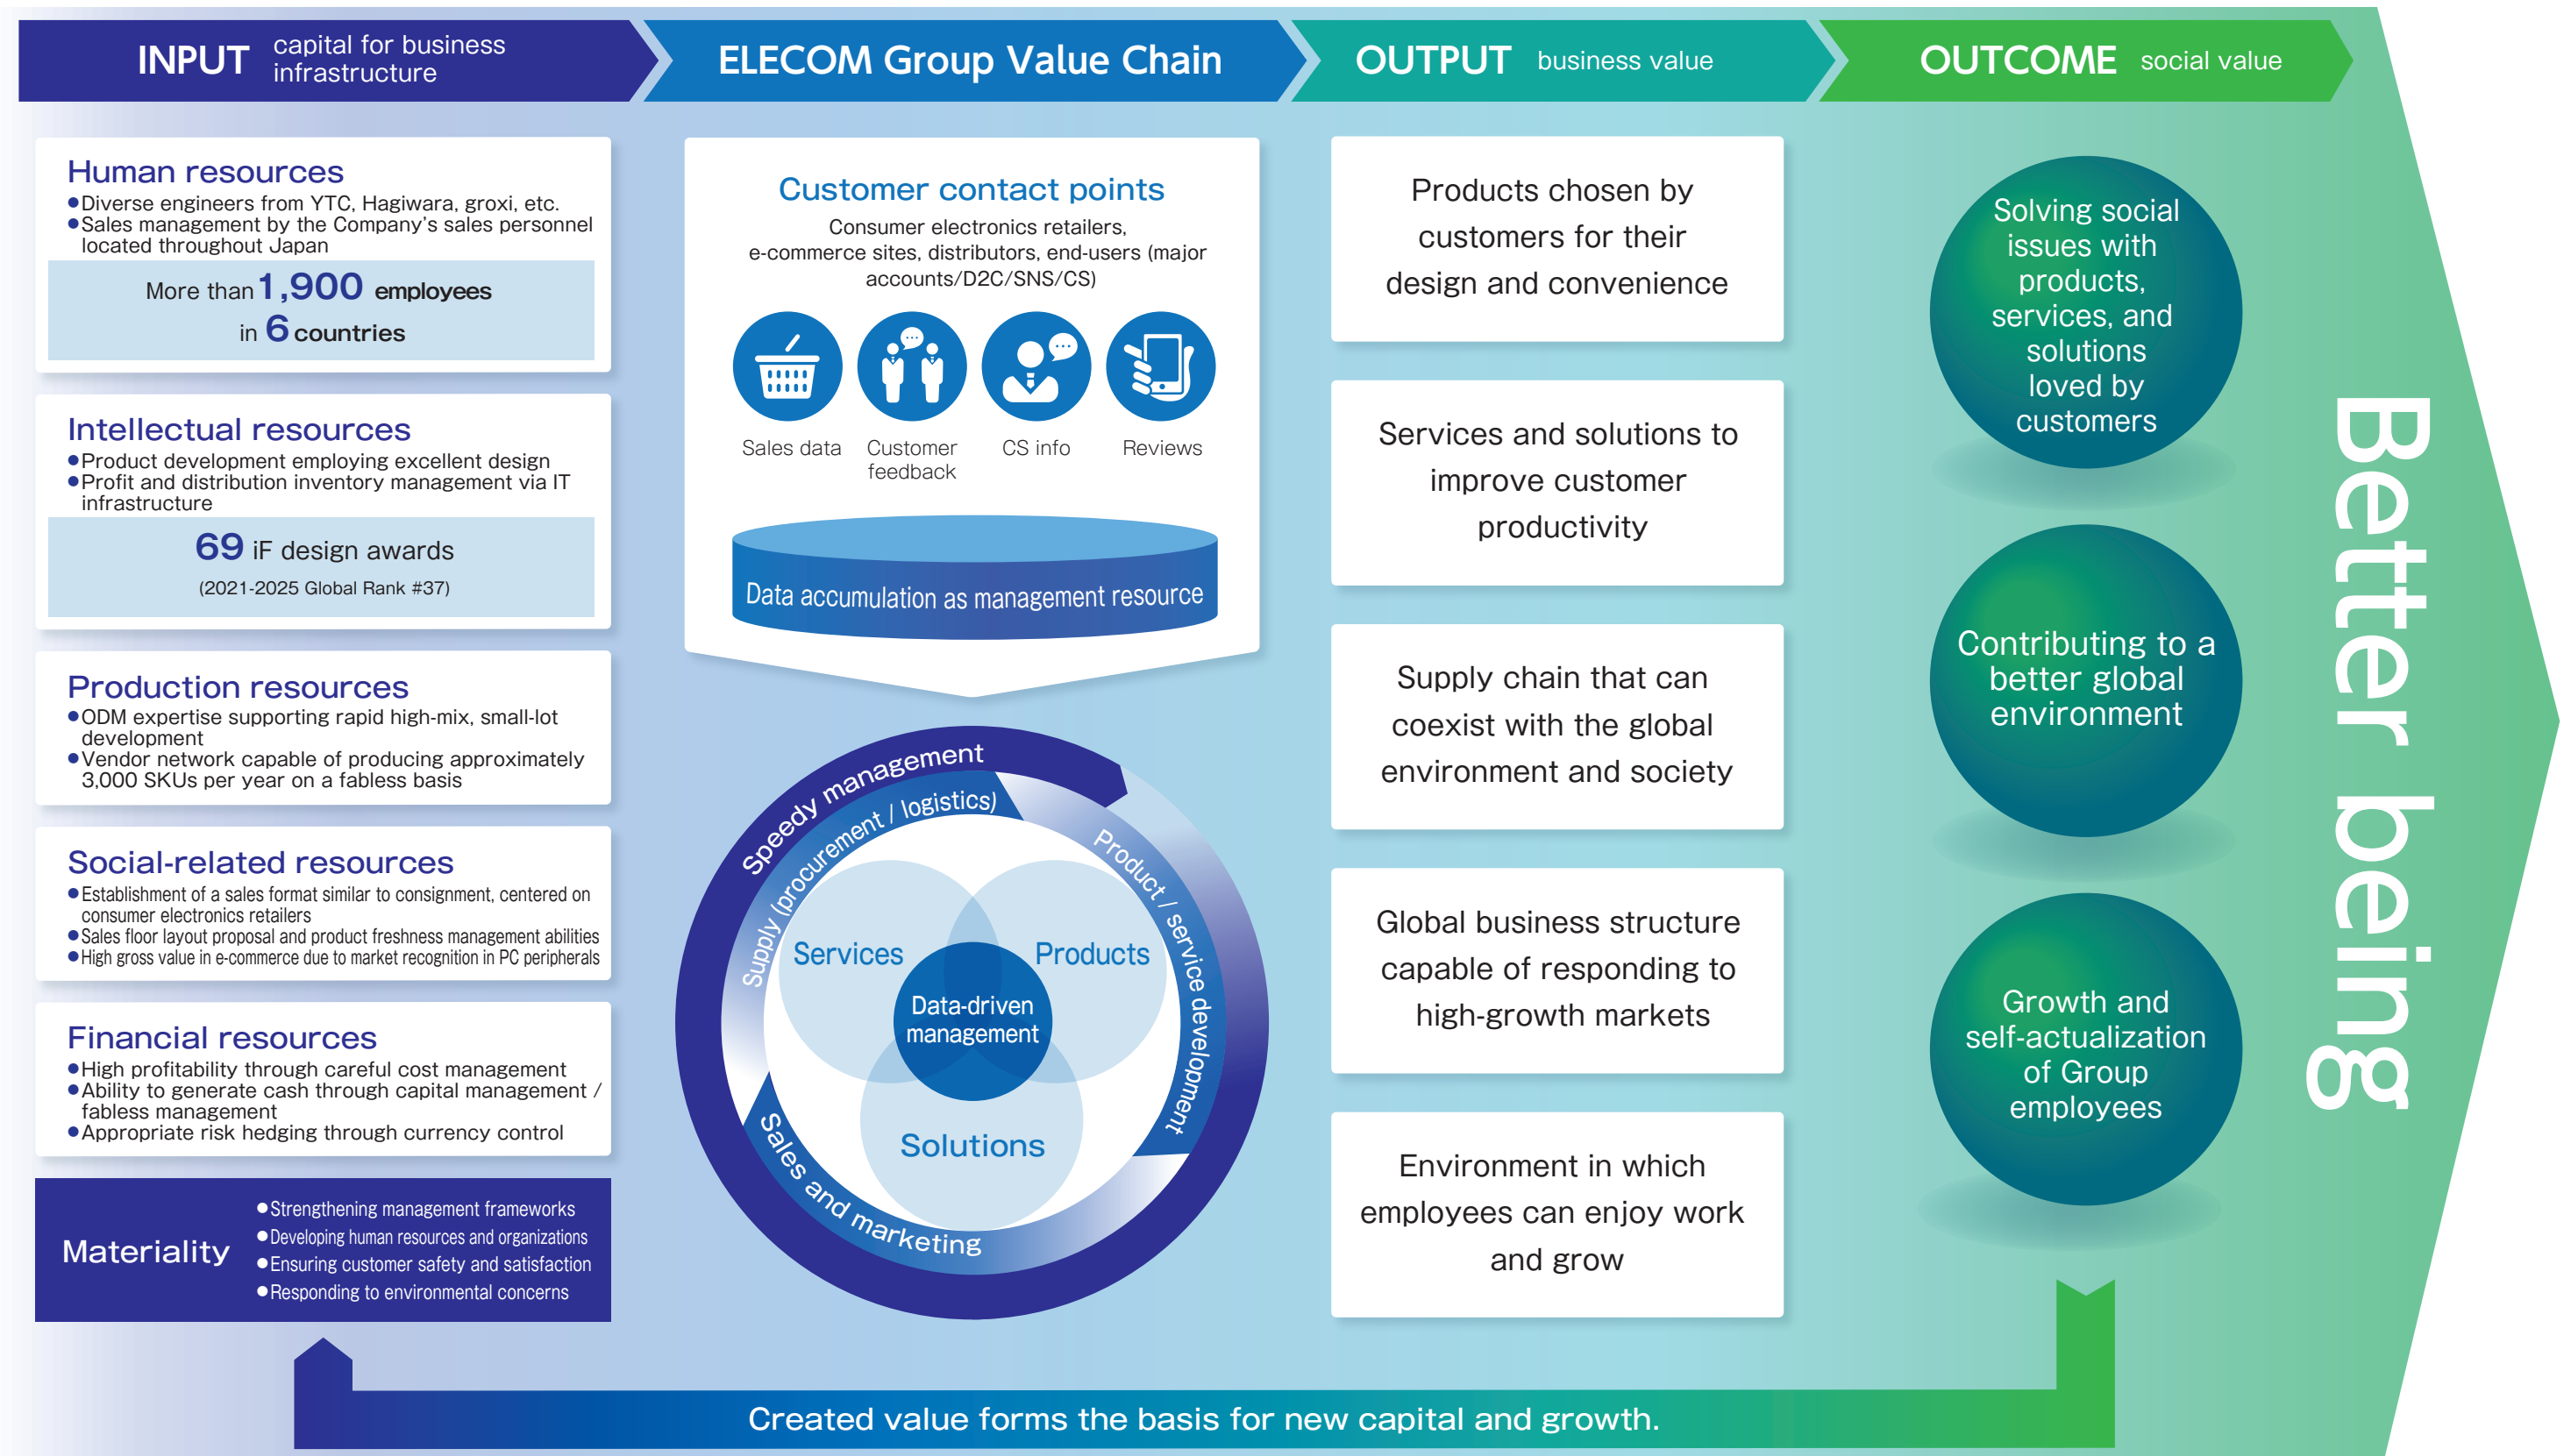 INPUT capital for business
infrastructure
ELECOM Group Value Chain
OUTPUT business value
OUTCOME social value
Human resources
●Diverse engineers from YTC, Hagiwara, groxi, etc.
●Sales management by the Company's sales personnel
located throughout Japan
More than 1,900 employees
in 6 countries
Intellectual resources
●Product development employing excellent design
●Profit and distribution inventory management via IT
infrastructure
69 iF design awards
(2021-2025 Global Rank #37)
Production resources
●ODM expertise supporting rapid high-mix, small-lot
development
●Vendor network capable of producing approximately
3,000 SKUs per year on a fabless basis
Social-related resources
●Establishment of a sales format similar to consignment, centered on
consumer electronics retailers
●Sales floor layout proposal and product freshness management abilities
●High gross value in e-commerce due to market recognition in PC peripherals
Financial resources
●High profitability through careful cost management
●Ability to generate cash through capital management /
fabless management
●Appropriate risk hedging through currency control
Materiality
●Strengthening management frameworks
●Developing human resources and organizations
●Ensuring customer safety and satisfaction
●Responding to environmental concerns
Customer contact points
Consumer electronics retailers,
e-commerce sites, distributors, end-users (major
accounts/D2C/SNS/CS)
Sales data
Customer
feedback
CS info
Reviews
Data accumulation as management resource
Speedy management
Supply (procurement / logistics)
Product / service development
Sales and marketing
Services
Products
Data-driven
management
Solutions
Products chosen by
customers for their
design and convenience
Services and solutions to
improve customer
productivity
Supply chain that can
coexist with the global
environment and society
Global business structure
capable of responding to
high-growth markets
Environment in which
employees can enjoy work
and grow
Solving social
issues with
products,
services, and
solutions
loved by
customers
Contributing to a
better global
environment
Growth and
self-actualization
of Group
employees
Better being
Created value forms the basis for new capital and growth.